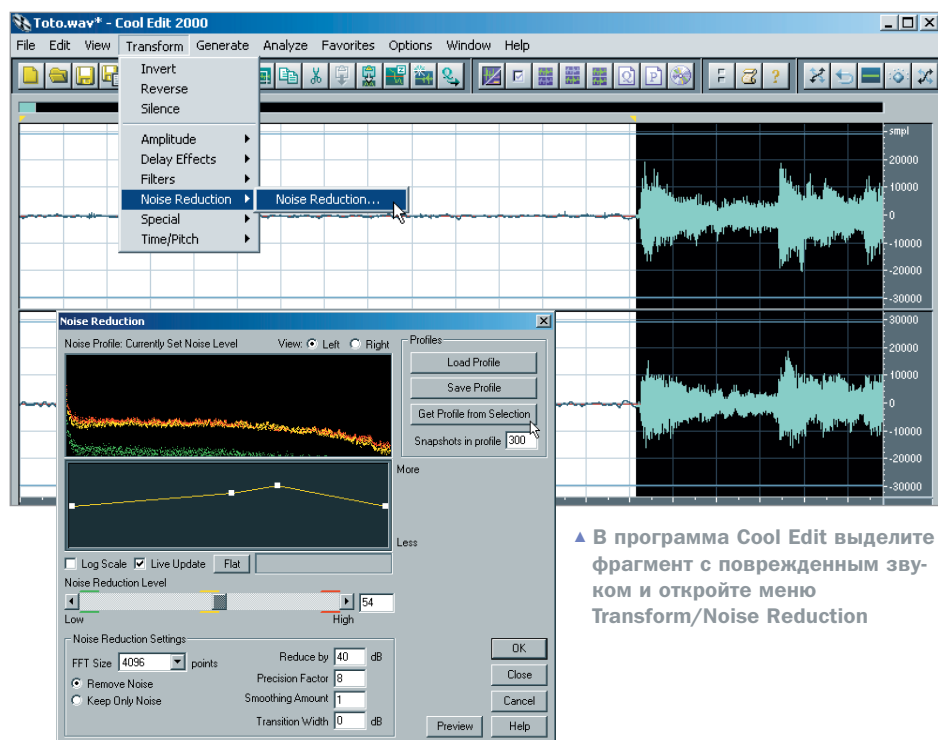 Toto.wav* - Cool Edit 2000
File Edit View Transform Generate Analyze Favorites Options Window Help
Invert
Reverse
Silence
Amplitude
Delay Effects
Filters
Noise Reduction
Noise Reduction...
Special
Time/Pitch
smpl
20000
10000
0
-10000
-20000
-30000
30000
20000
10000
0
-10000
-20000
-30000
Noise Reduction
Noise Profile: Currently Set Noise Level View: Left Right
Profiles
Load Profile
Save Profile
Get Profile from Selection
Snapshots in profile 300
More
Less
Log Scale Live Update Flat
Noise Reduction Level
54
Low High
Noise Reduction Settings
FFT Size 4096 points
Remove Noise
Keep Only Noise
Reduce by 40 dB
Precision Factor 8
Smoothing Amount 1
Transition Width 0 dB
OK
Close
Cancel
Preview Help
В программа Cool Edit выделите
фрагмент с поврежденным зву-
ком и откройте меню
Transform/Noise Reduction